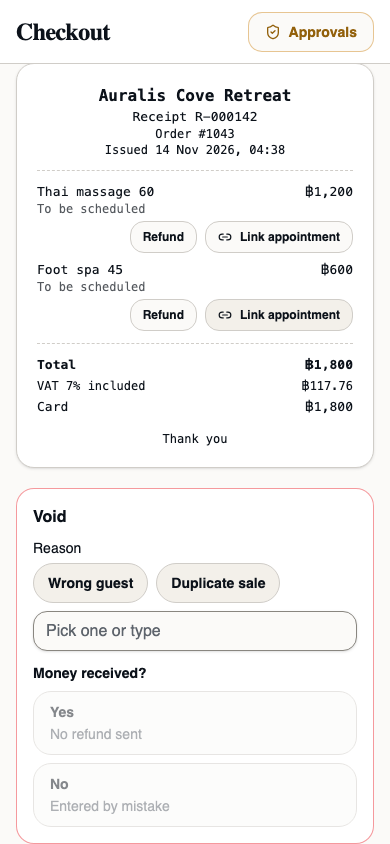 Checkout
Approvals
Auralis Cove Retreat
Receipt R-000142
Order #1043
Issued 14 Nov 2026, 04:38
Thai massage 60 ฿1,200
To be scheduled
Refund Link appointment
Foot spa 45 ฿600
To be scheduled
Refund Link appointment
Total ฿1,800
VAT 7% included ฿117.76
Card ฿1,800
Thank you
Void
Reason
Wrong guest Duplicate sale
Pick one or type
Money received?
Yes
No refund sent
No
Entered by mistake